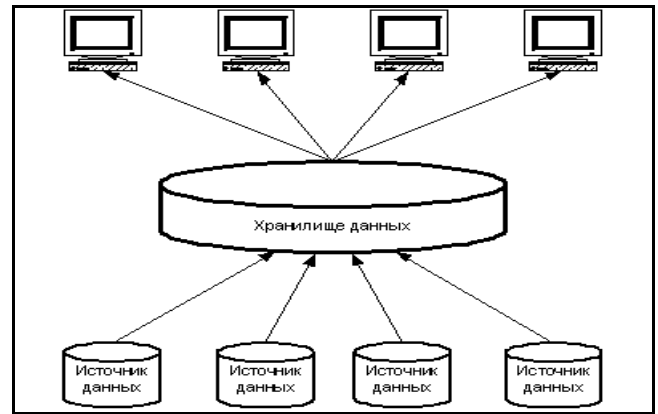 Хранилище данных
Источник
данных
Источник
данных
Источник
данных
Источник
данных